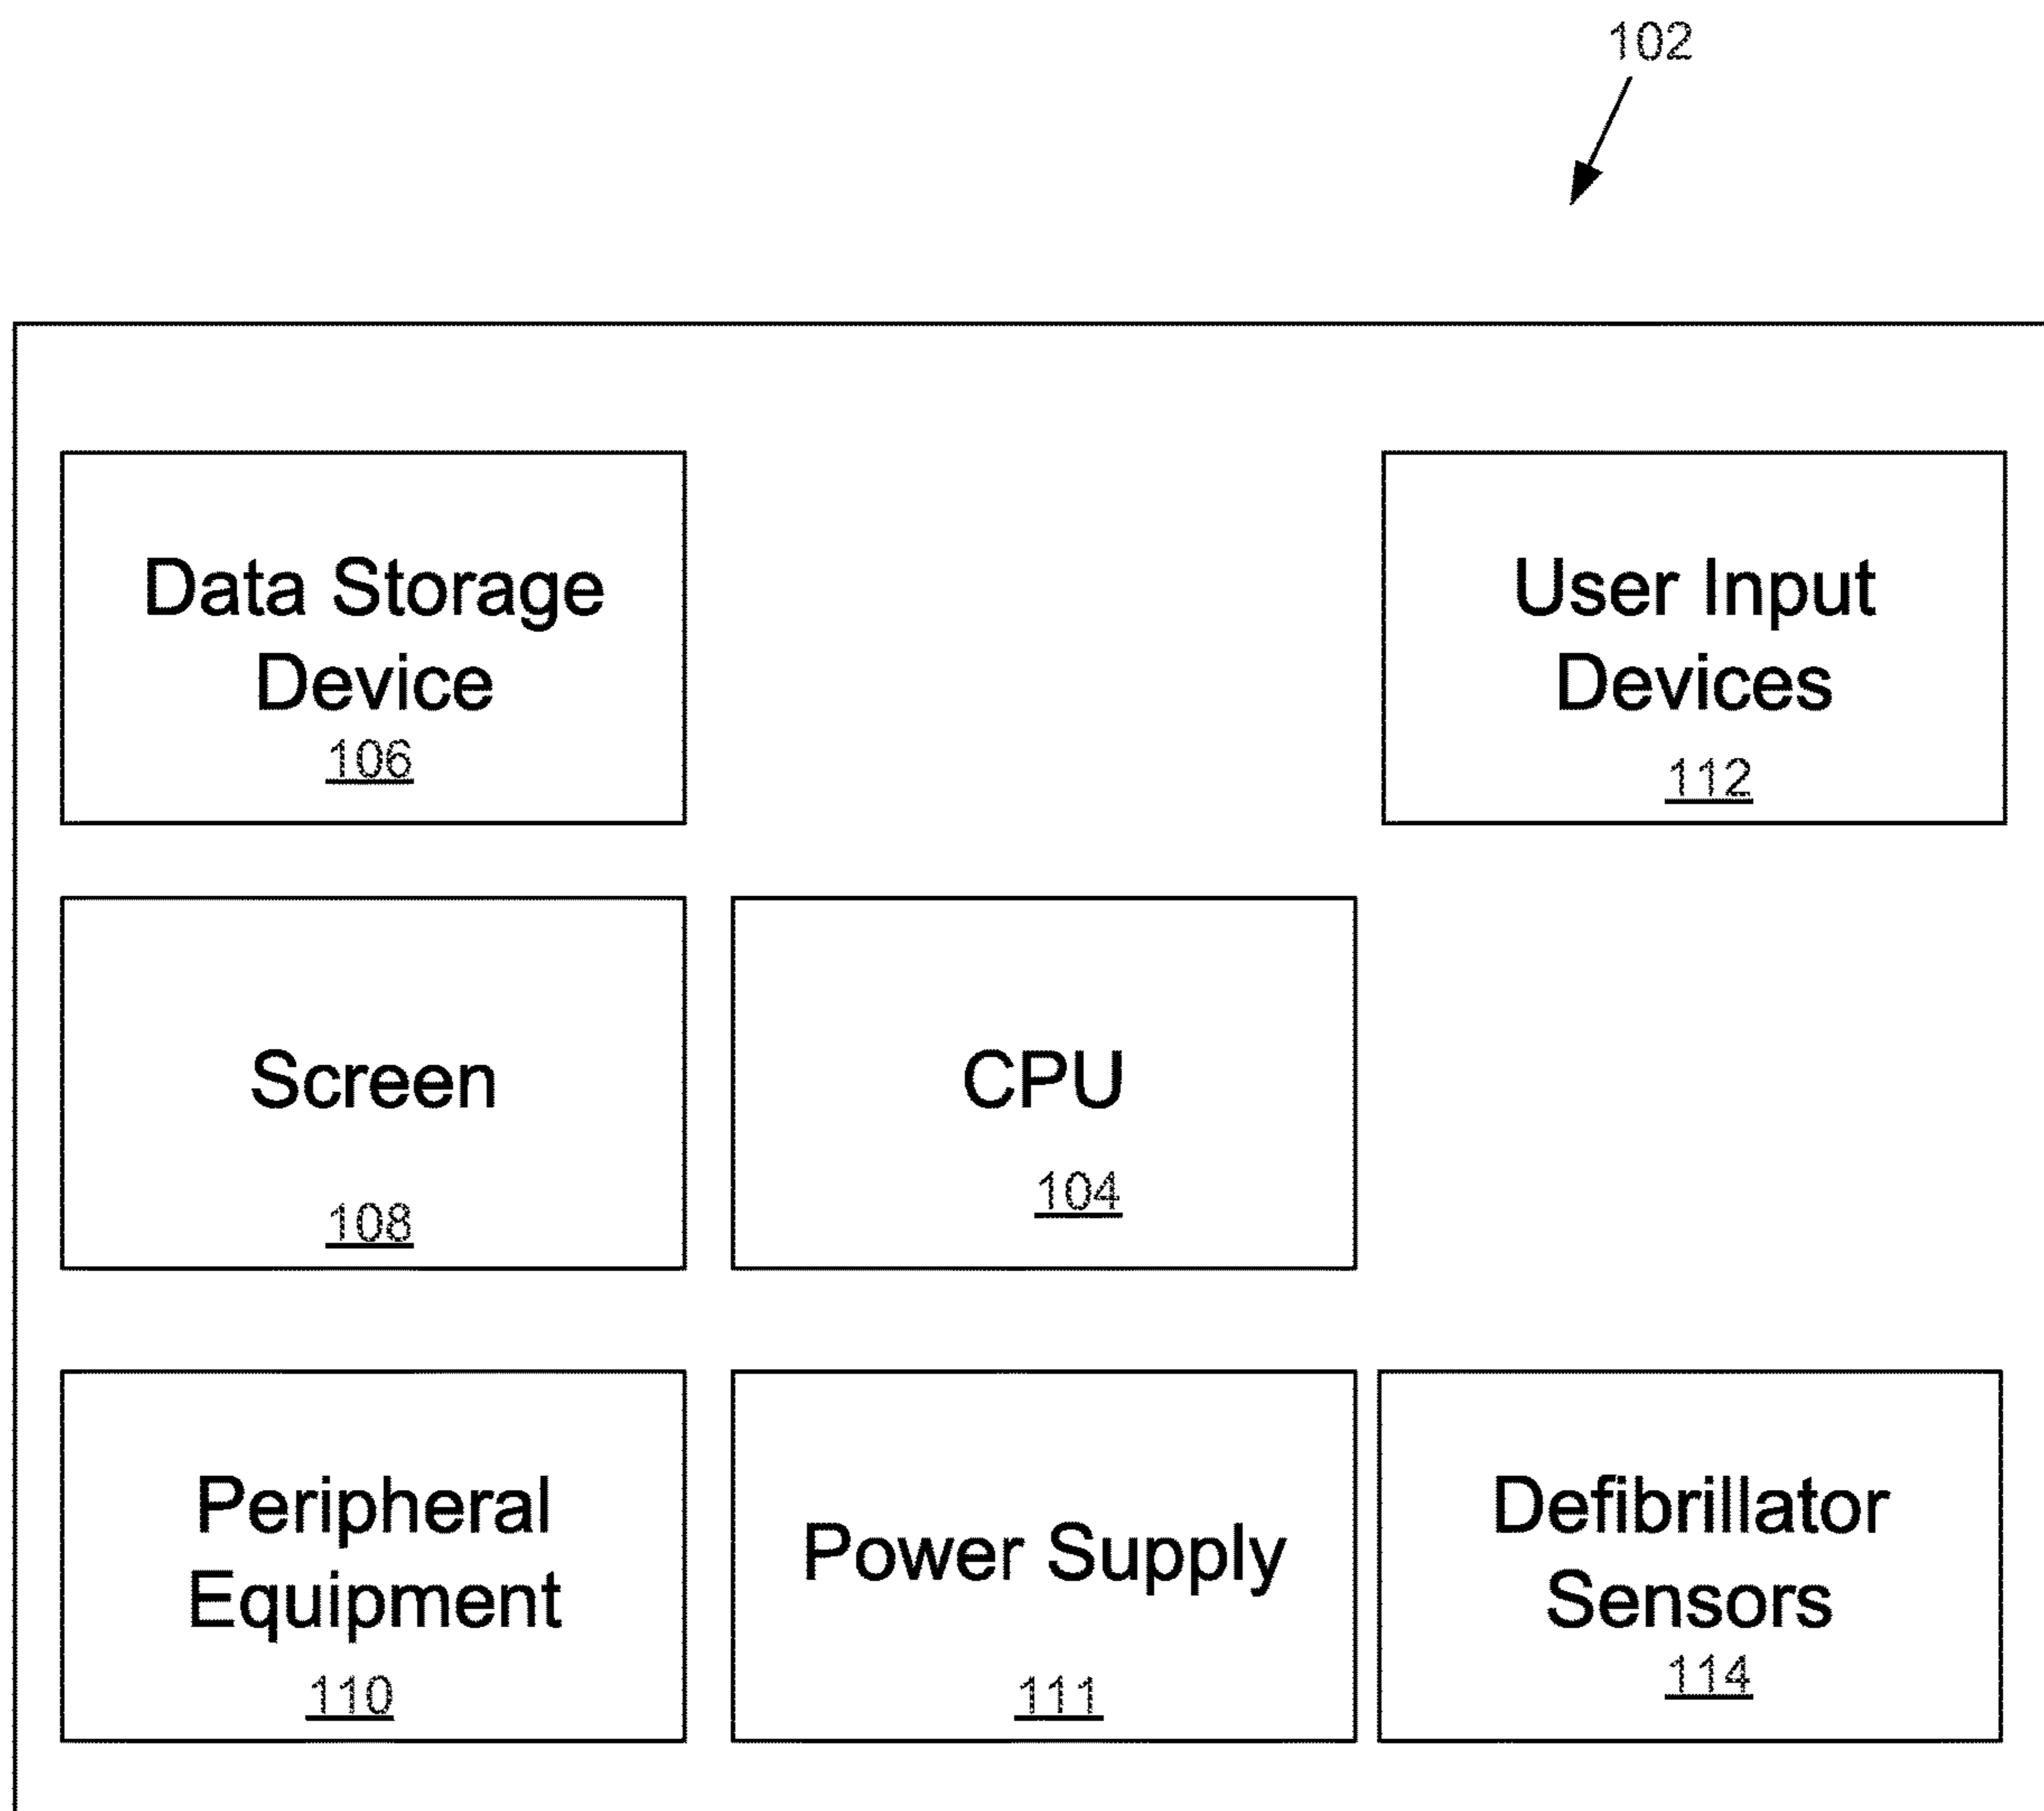 102
Data Storage
Device
106
User Input
Devices
112
Screen
108
CPU
104
Peripheral
Equipment
110
Power Supply
111
Defibrillator
Sensors
114